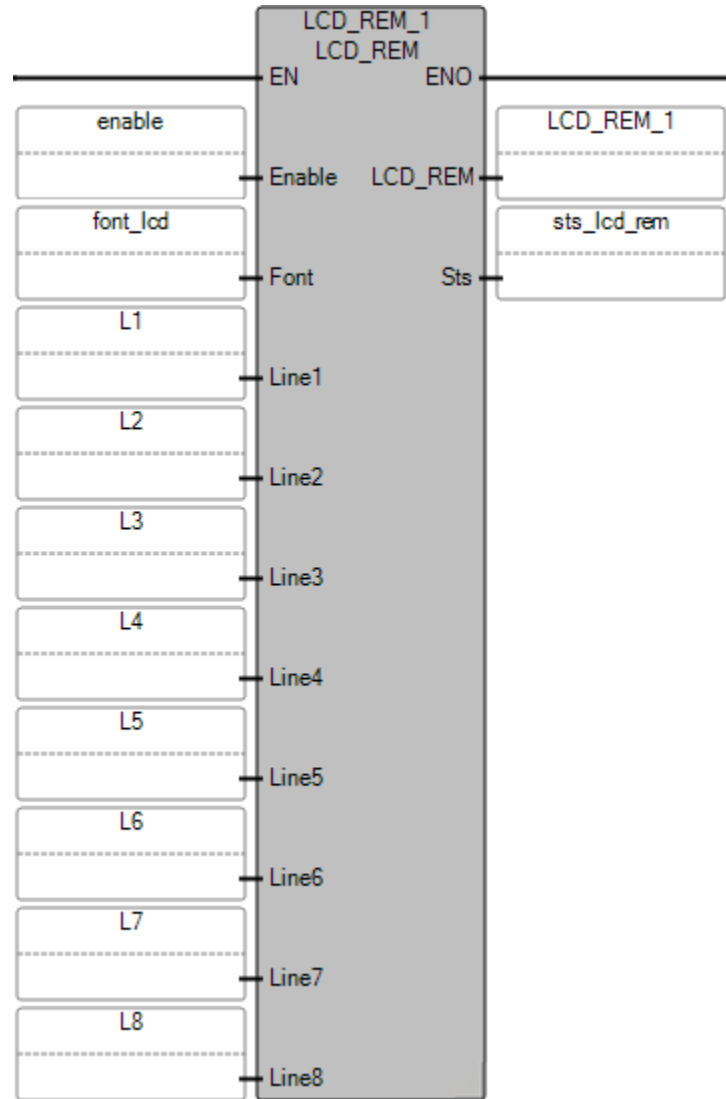 LCD_REM_1
LCD_REM
EN ENO
enable LCD_REM_1
Enable LCD_REM
font_lcd sts_lcd_rem
Font Sts
L1
Line1
L2
Line2
L3
Line3
L4
Line4
L5
Line5
L6
Line6
L7
Line7
L8
Line8